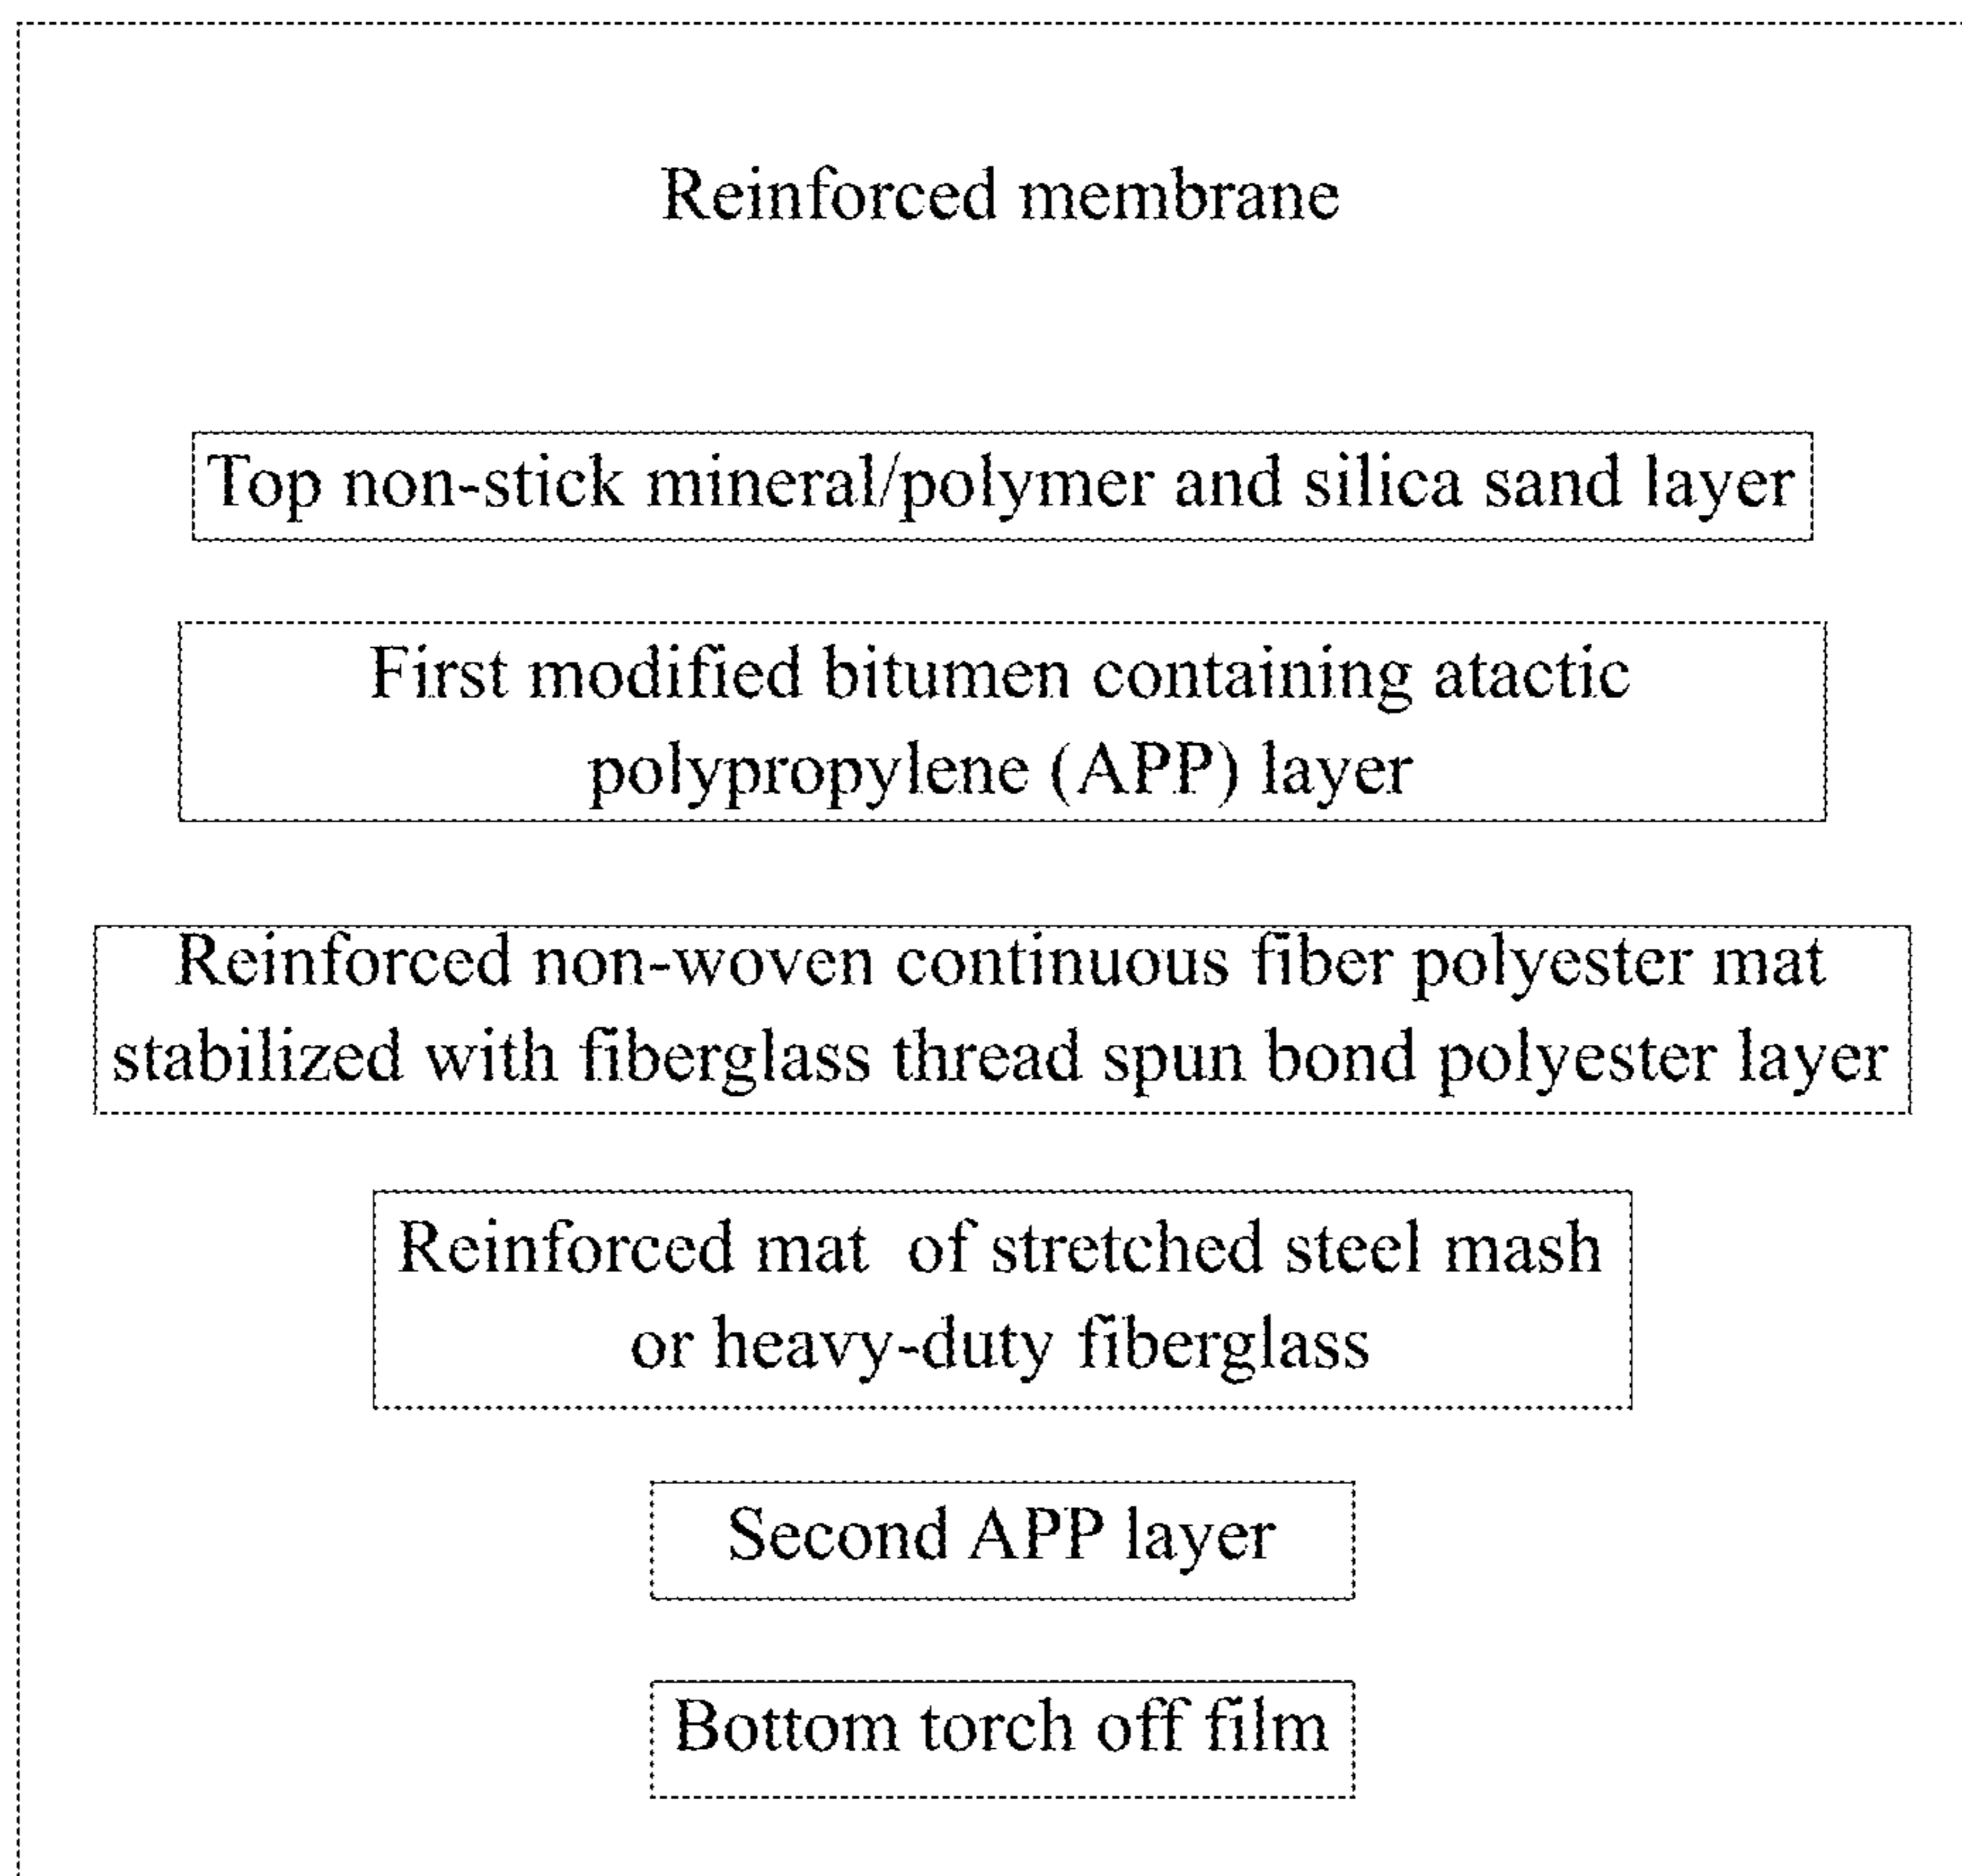 Reinforced membrane
Top non-stick mineral/polymer and silica sand layer
First modified bitumen containing atactic
polypropylene (APP) layer
Reinforced non-woven continuous fiber polyester mat
stabilized with fiberglass thread spun bond polyester layer
Reinforced mat of stretched steel mash
or heavy-duty fiberglass
Second APP layer
Bottom torch off film